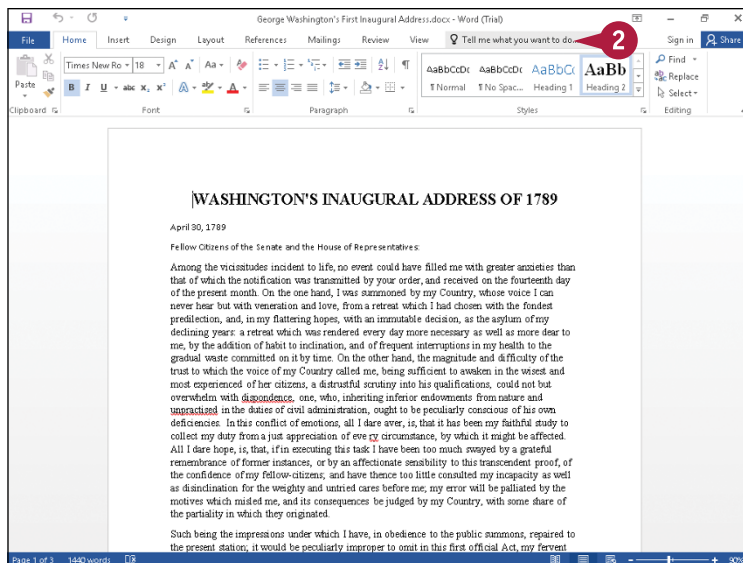 George Washington's First Inaugural Address.docx - Word (Trial)
File Home Insert Design Layout References Mailings Review View Tell me what you want to do... 2 Sign in Share
Paste
Clipboard
Times New Ro 18 A A Aa
B I U abc x₂ x² A A
Font
Paragraph
AaBbCcDc AaBbCcDc AaBbCc AaBb
¶ Normal ¶ No Spac... Heading 1 Heading 2
Styles
Find
Replace
Select
Editing
WASHINGTON'S INAUGURAL ADDRESS OF 1789
April 30, 1789
Fellow Citizens of the Senate and the House of Representatives:
Among the vicissitudes incident to life, no event could have filled me with greater anxieties than
that of which the notification was transmitted by your order, and received on the fourteenth day
of the present month. On the one hand, I was summoned by my Country, whose voice I can
never hear but with veneration and love, from a retreat which I had chosen with the fondest
predilection, and, in my flattering hopes, with an immutable decision, as the asylum of my
declining years: a retreat which was rendered every day more necessary as well as more dear to
me, by the addition of habit to inclination, and of frequent interruptions in my health to the
gradual waste committed on it by time. On the other hand, the magnitude and difficulty of the
trust to which the voice of my Country called me, being sufficient to awaken in the wisest and
most experienced of her citizens, a distrustful scrutiny into his qualifications, could not but
overwhelm with dispondence, one, who, inheriting inferior endowments from nature and
unpractised in the duties of civil administration, ought to be peculiarly conscious of his own
deficiencies. In this conflict of emotions, all I dare aver, is, that it has been my faithful study to
collect my duty from a just appreciation of eve ry circumstance, by which it might be affected.
All I dare hope, is, that, if in executing this task I have been too much swayed by a grateful
remembrance of former instances, or by an affectionate sensibility to this transcendent proof, of
the confidence of my fellow-citizens; and have thence too little consulted my incapacity as well
as disinclination for the weighty and untried cares before me; my error will be palliated by the
motives which misled me, and its consequences be judged by my Country, with some share of
the partiality in which they originated.
Such being the impressions under which I have, in obedience to the public summons, repaired to
the present station; it would be peculiarly improper to omit in this first official Act, my fervent
Page 1 of 3 1440 words 90%